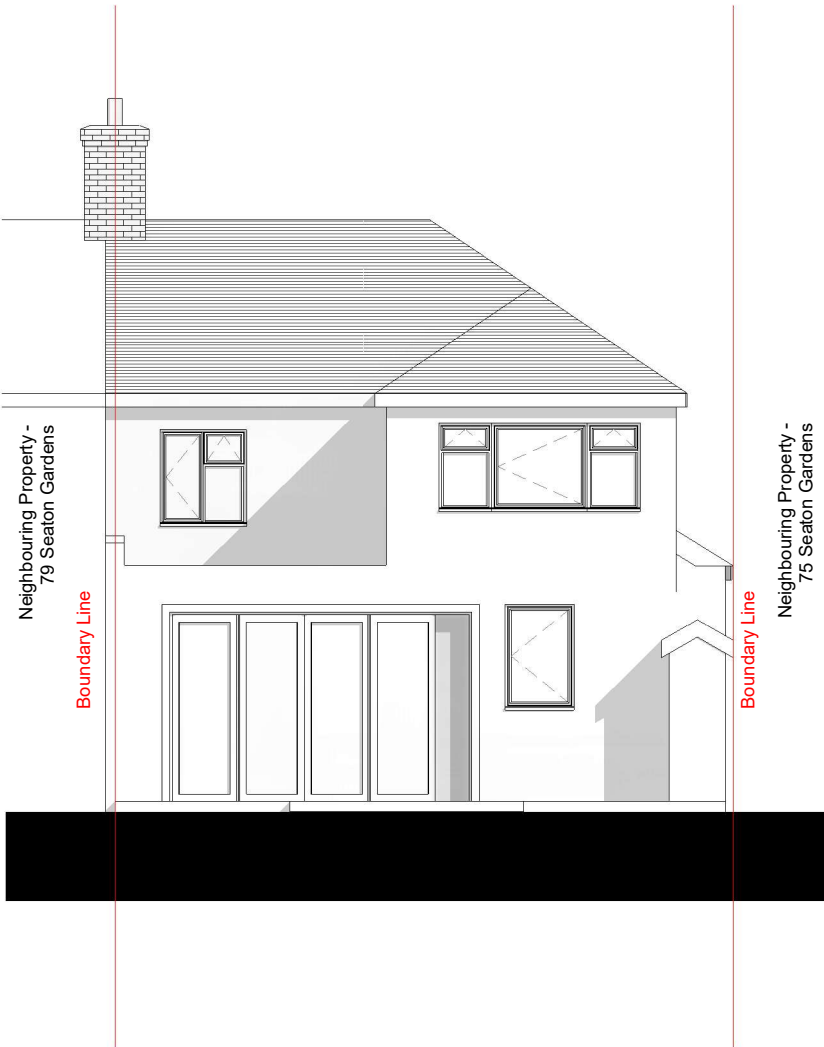 Neighbouring Property -
79 Seaton Gardens
Boundary Line
Boundary Line
Neighbouring Property -
75 Seaton Gardens